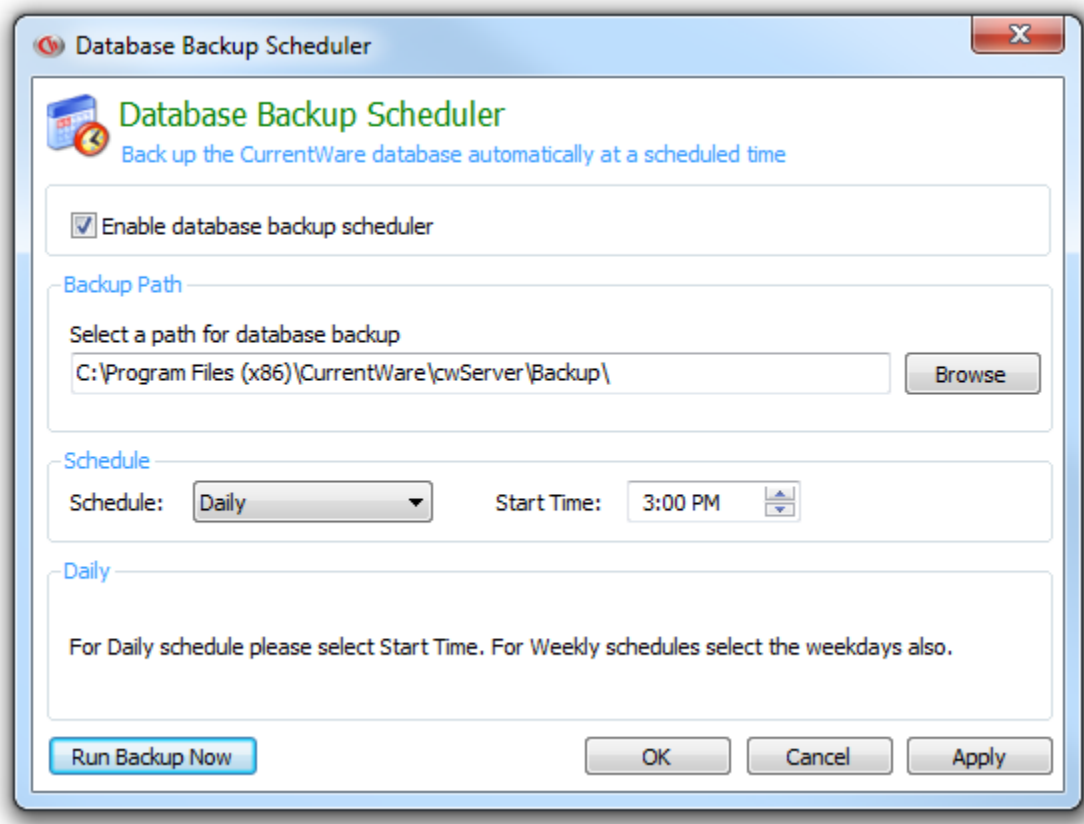 Database Backup Scheduler
Database Backup Scheduler
Back up the CurrentWare database automatically at a scheduled time
Enable database backup scheduler
Backup Path
Select a path for database backup
C:\Program Files (x86)\CurrentWare\cwServer\Backup\
Browse
Schedule
Schedule: Daily Start Time: 3:00 PM
Daily
For Daily schedule please select Start Time. For Weekly schedules select the weekdays also.
Run Backup Now OK Cancel Apply